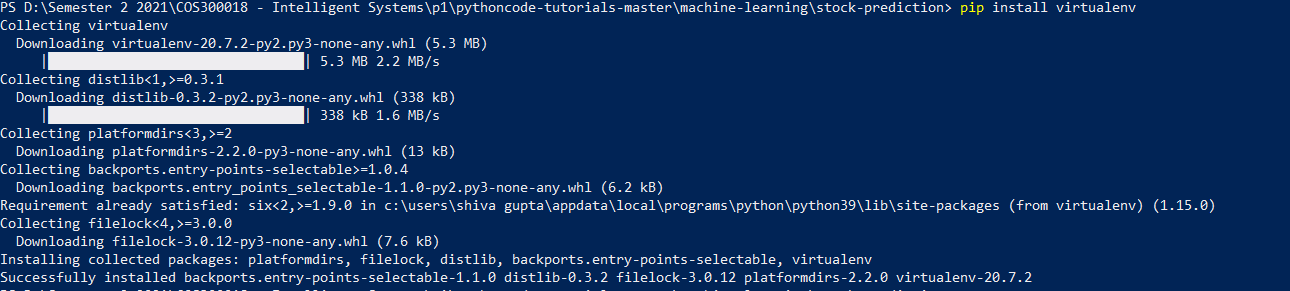 PS D:\Semester 2 2021\COS300018 - Intelligent Systems\p1\pythoncode-tutorials-master\machine-learning\stock-prediction> pip install virtualenv
Collecting virtualenv
  Downloading virtualenv-20.7.2-py2.py3-none-any.whl (5.3 MB)
     |████████████████████████████████| 5.3 MB 2.2 MB/s
Collecting distlib<1,>=0.3.1
  Downloading distlib-0.3.2-py2.py3-none-any.whl (338 kB)
     |████████████████████████████████| 338 kB 1.6 MB/s
Collecting platformdirs<3,>=2
  Downloading platformdirs-2.2.0-py3-none-any.whl (13 kB)
Collecting backports.entry-points-selectable>=1.0.4
  Downloading backports.entry_points_selectable-1.1.0-py2.py3-none-any.whl (6.2 kB)
Requirement already satisfied: six<2,>=1.9.0 in c:\users\shiva gupta\appdata\local\programs\python\python39\lib\site-packages (from virtualenv) (1.15.0)
Collecting filelock<4,>=3.0.0
  Downloading filelock-3.0.12-py3-none-any.whl (7.6 kB)
Installing collected packages: platformdirs, filelock, distlib, backports.entry-points-selectable, virtualenv
Successfully installed backports.entry-points-selectable-1.1.0 distlib-0.3.2 filelock-3.0.12 platformdirs-2.2.0 virtualenv-20.7.2